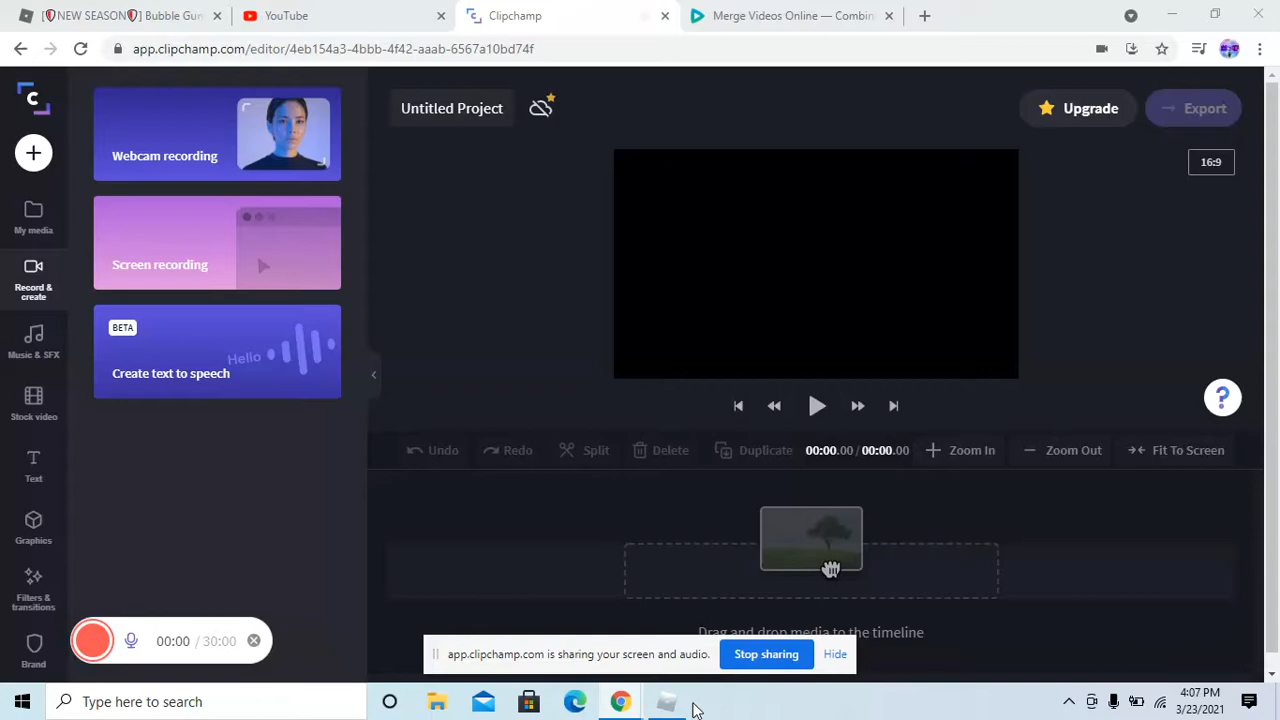 [🛡NEW SEASON🛡] Bubble Gum
YouTube
Clipchamp
Merge Videos Online — Combin
app.clipchamp.com/editor/4eb154a3-4bbb-4f42-aaab-6567a10bd74f
C
Webcam recording
Untitled Project
Upgrade
Export
16:9
My media
Screen recording
Record & create
BETA
Hello
Create text to speech
Music & SFX
Stock video
?
Undo
Redo
Split
Delete
Duplicate
00:00.00 / 00:00.00
Zoom In
Zoom Out
Fit To Screen
Text
Graphics
Filters & transitions
Drag and drop media to the timeline
00:00 / 30:00
app.clipchamp.com is sharing your screen and audio.
Stop sharing
Hide
Brand
Type here to search
4:07 PM
3/23/2021